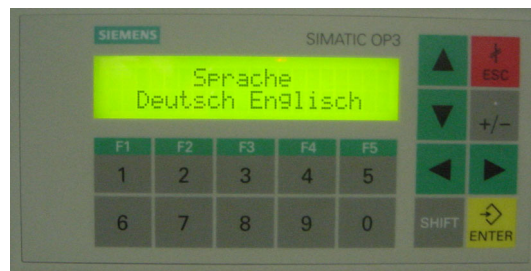 SIEMENS SIMATIC OP3
Sprache
Deutsch Englisch
ESC
+/-
F1 F2 F3 F4 F5
1 2 3 4 5
6 7 8 9 0
SHIFT ENTER